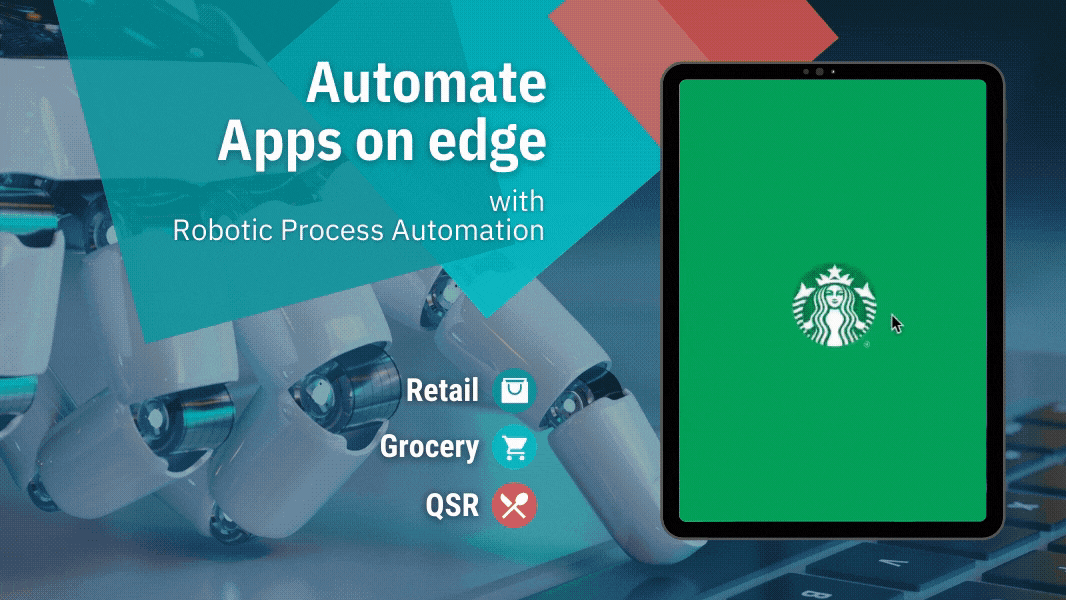 Automate
Apps on edge
with
Robotic Process Automation
Retail
Grocery
QSR